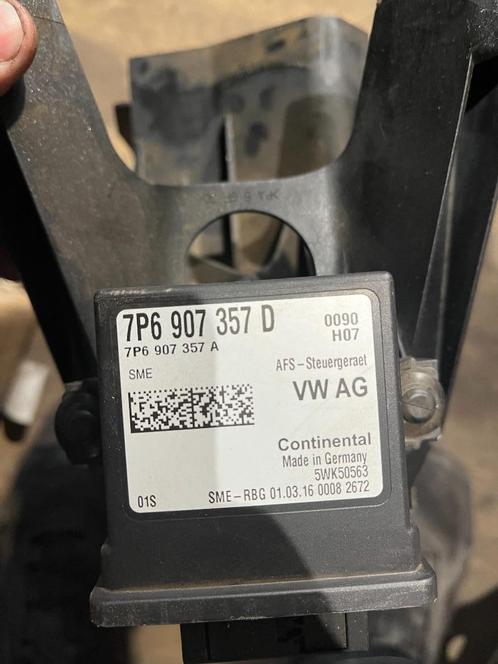 7P6 907 357 D
0090
7P6 907 357 A
H07
SME
AFS-Steuergeraet
VW AG
Continental
Made in Germany
5WK50563
01S
SME-RBG 01.03.16 0008 2672